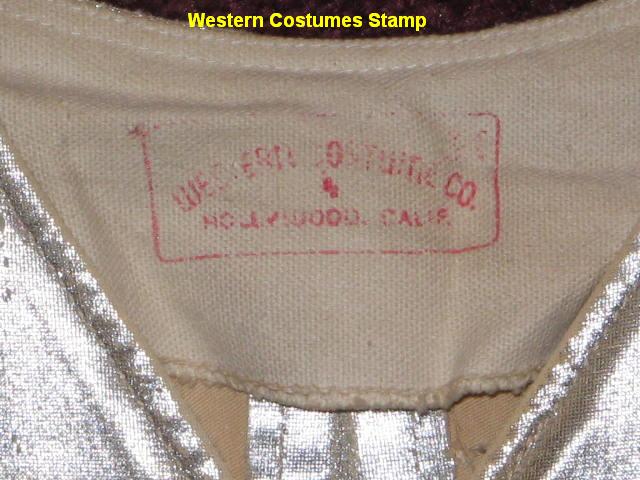 Western Costumes Stamp
WESTERN COSTUME CO.
HOLLYWOOD, CALIF